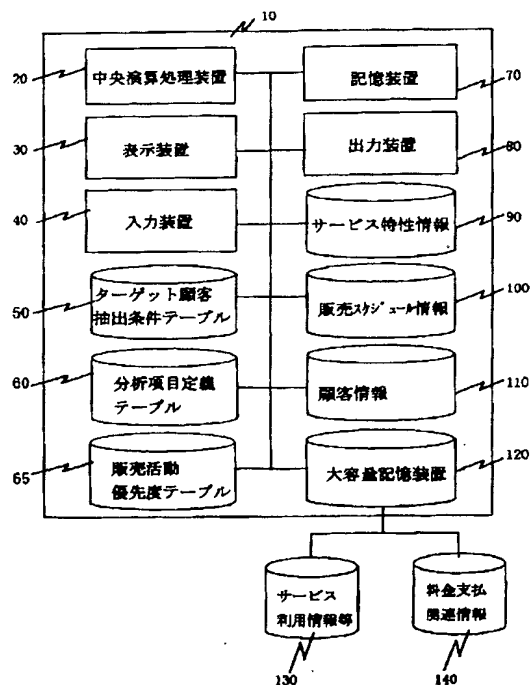 10
20
中央演算処理装置
記憶装置
70
30
表示装置
出力装置
80
40
入力装置
サービス特性情報
90
50
ターゲット顧客
抽出条件テーブル
販売スケジュール情報
100
60
分析項目定義
テーブル
顧客情報
110
65
販売活動
優先度テーブル
大容量記憶装置
120
サービス
利用情報等
料金支払
関連情報
130
140